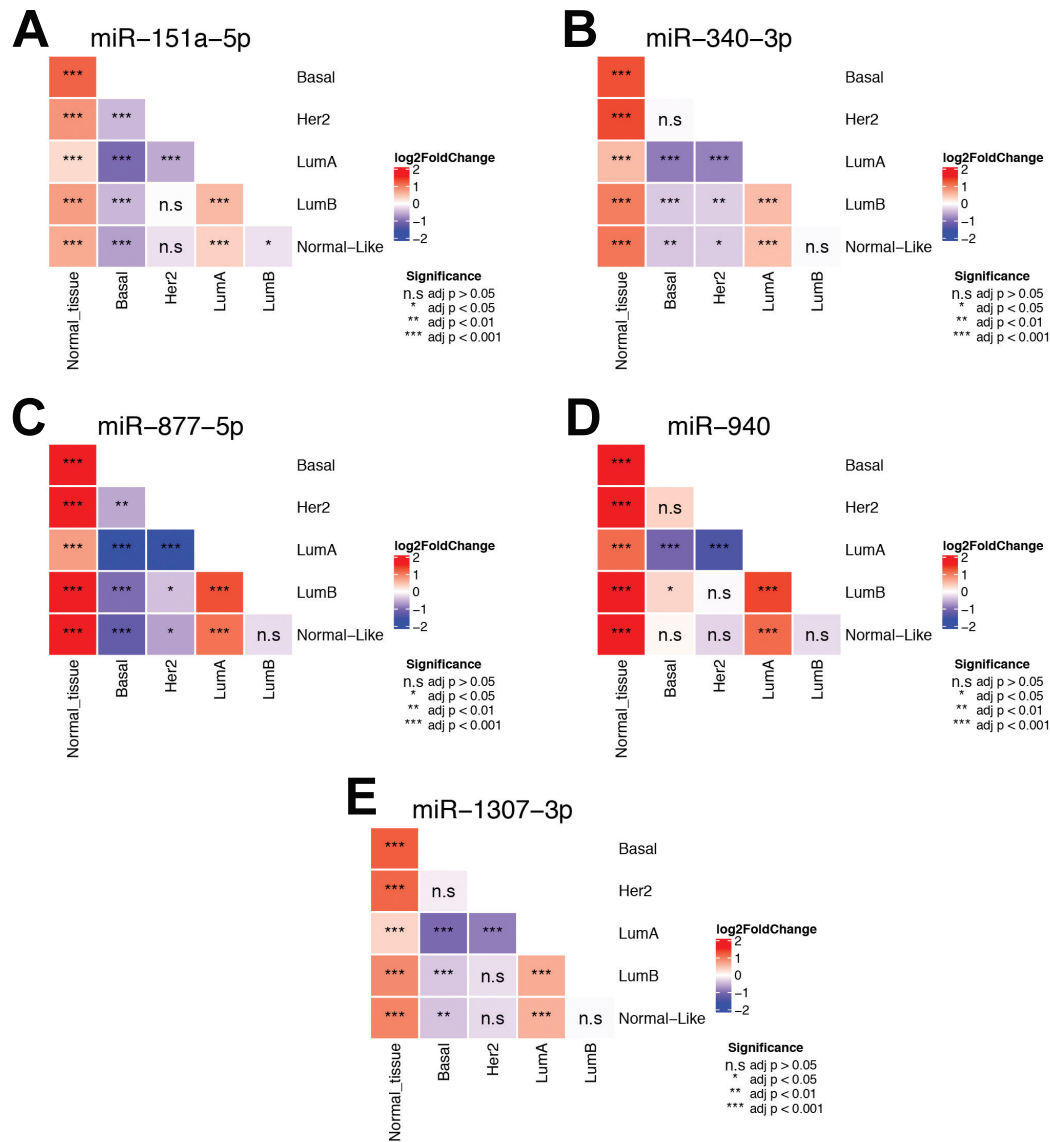 A
miR−151a−5p
*** Basal
*** *** Her2
*** *** *** LumA
*** *** n.s *** LumB
*** *** n.s *** * Normal−Like
Normal_tissue Basal Her2 LumA LumB
log2FoldChange
2
1
0
−1
−2
Significance
n.s adj p > 0.05
* adj p < 0.05
** adj p < 0.01
*** adj p < 0.001
B
miR−340−3p
*** Basal
*** n.s Her2
*** *** *** LumA
*** *** ** *** LumB
*** ** * *** n.s Normal−Like
Normal_tissue Basal Her2 LumA LumB
log2FoldChange
2
1
0
−1
−2
Significance
n.s adj p > 0.05
* adj p < 0.05
** adj p < 0.01
*** adj p < 0.001
C
miR−877−5p
*** Basal
*** ** Her2
*** *** *** LumA
*** *** * *** LumB
*** *** * *** n.s Normal−Like
Normal_tissue Basal Her2 LumA LumB
log2FoldChange
2
1
0
−1
−2
Significance
n.s adj p > 0.05
* adj p < 0.05
** adj p < 0.01
*** adj p < 0.001
D
miR−940
*** Basal
*** n.s Her2
*** *** *** LumA
*** * n.s *** LumB
*** n.s n.s *** n.s Normal−Like
Normal_tissue Basal Her2 LumA LumB
log2FoldChange
2
1
0
−1
−2
Significance
n.s adj p > 0.05
* adj p < 0.05
** adj p < 0.01
*** adj p < 0.001
E
miR−1307−3p
*** Basal
*** n.s Her2
*** *** *** LumA
*** *** n.s *** LumB
*** ** n.s *** n.s Normal−Like
Normal_tissue Basal Her2 LumA LumB
log2FoldChange
2
1
0
−1
−2
Significance
n.s adj p > 0.05
* adj p < 0.05
** adj p < 0.01
*** adj p < 0.001